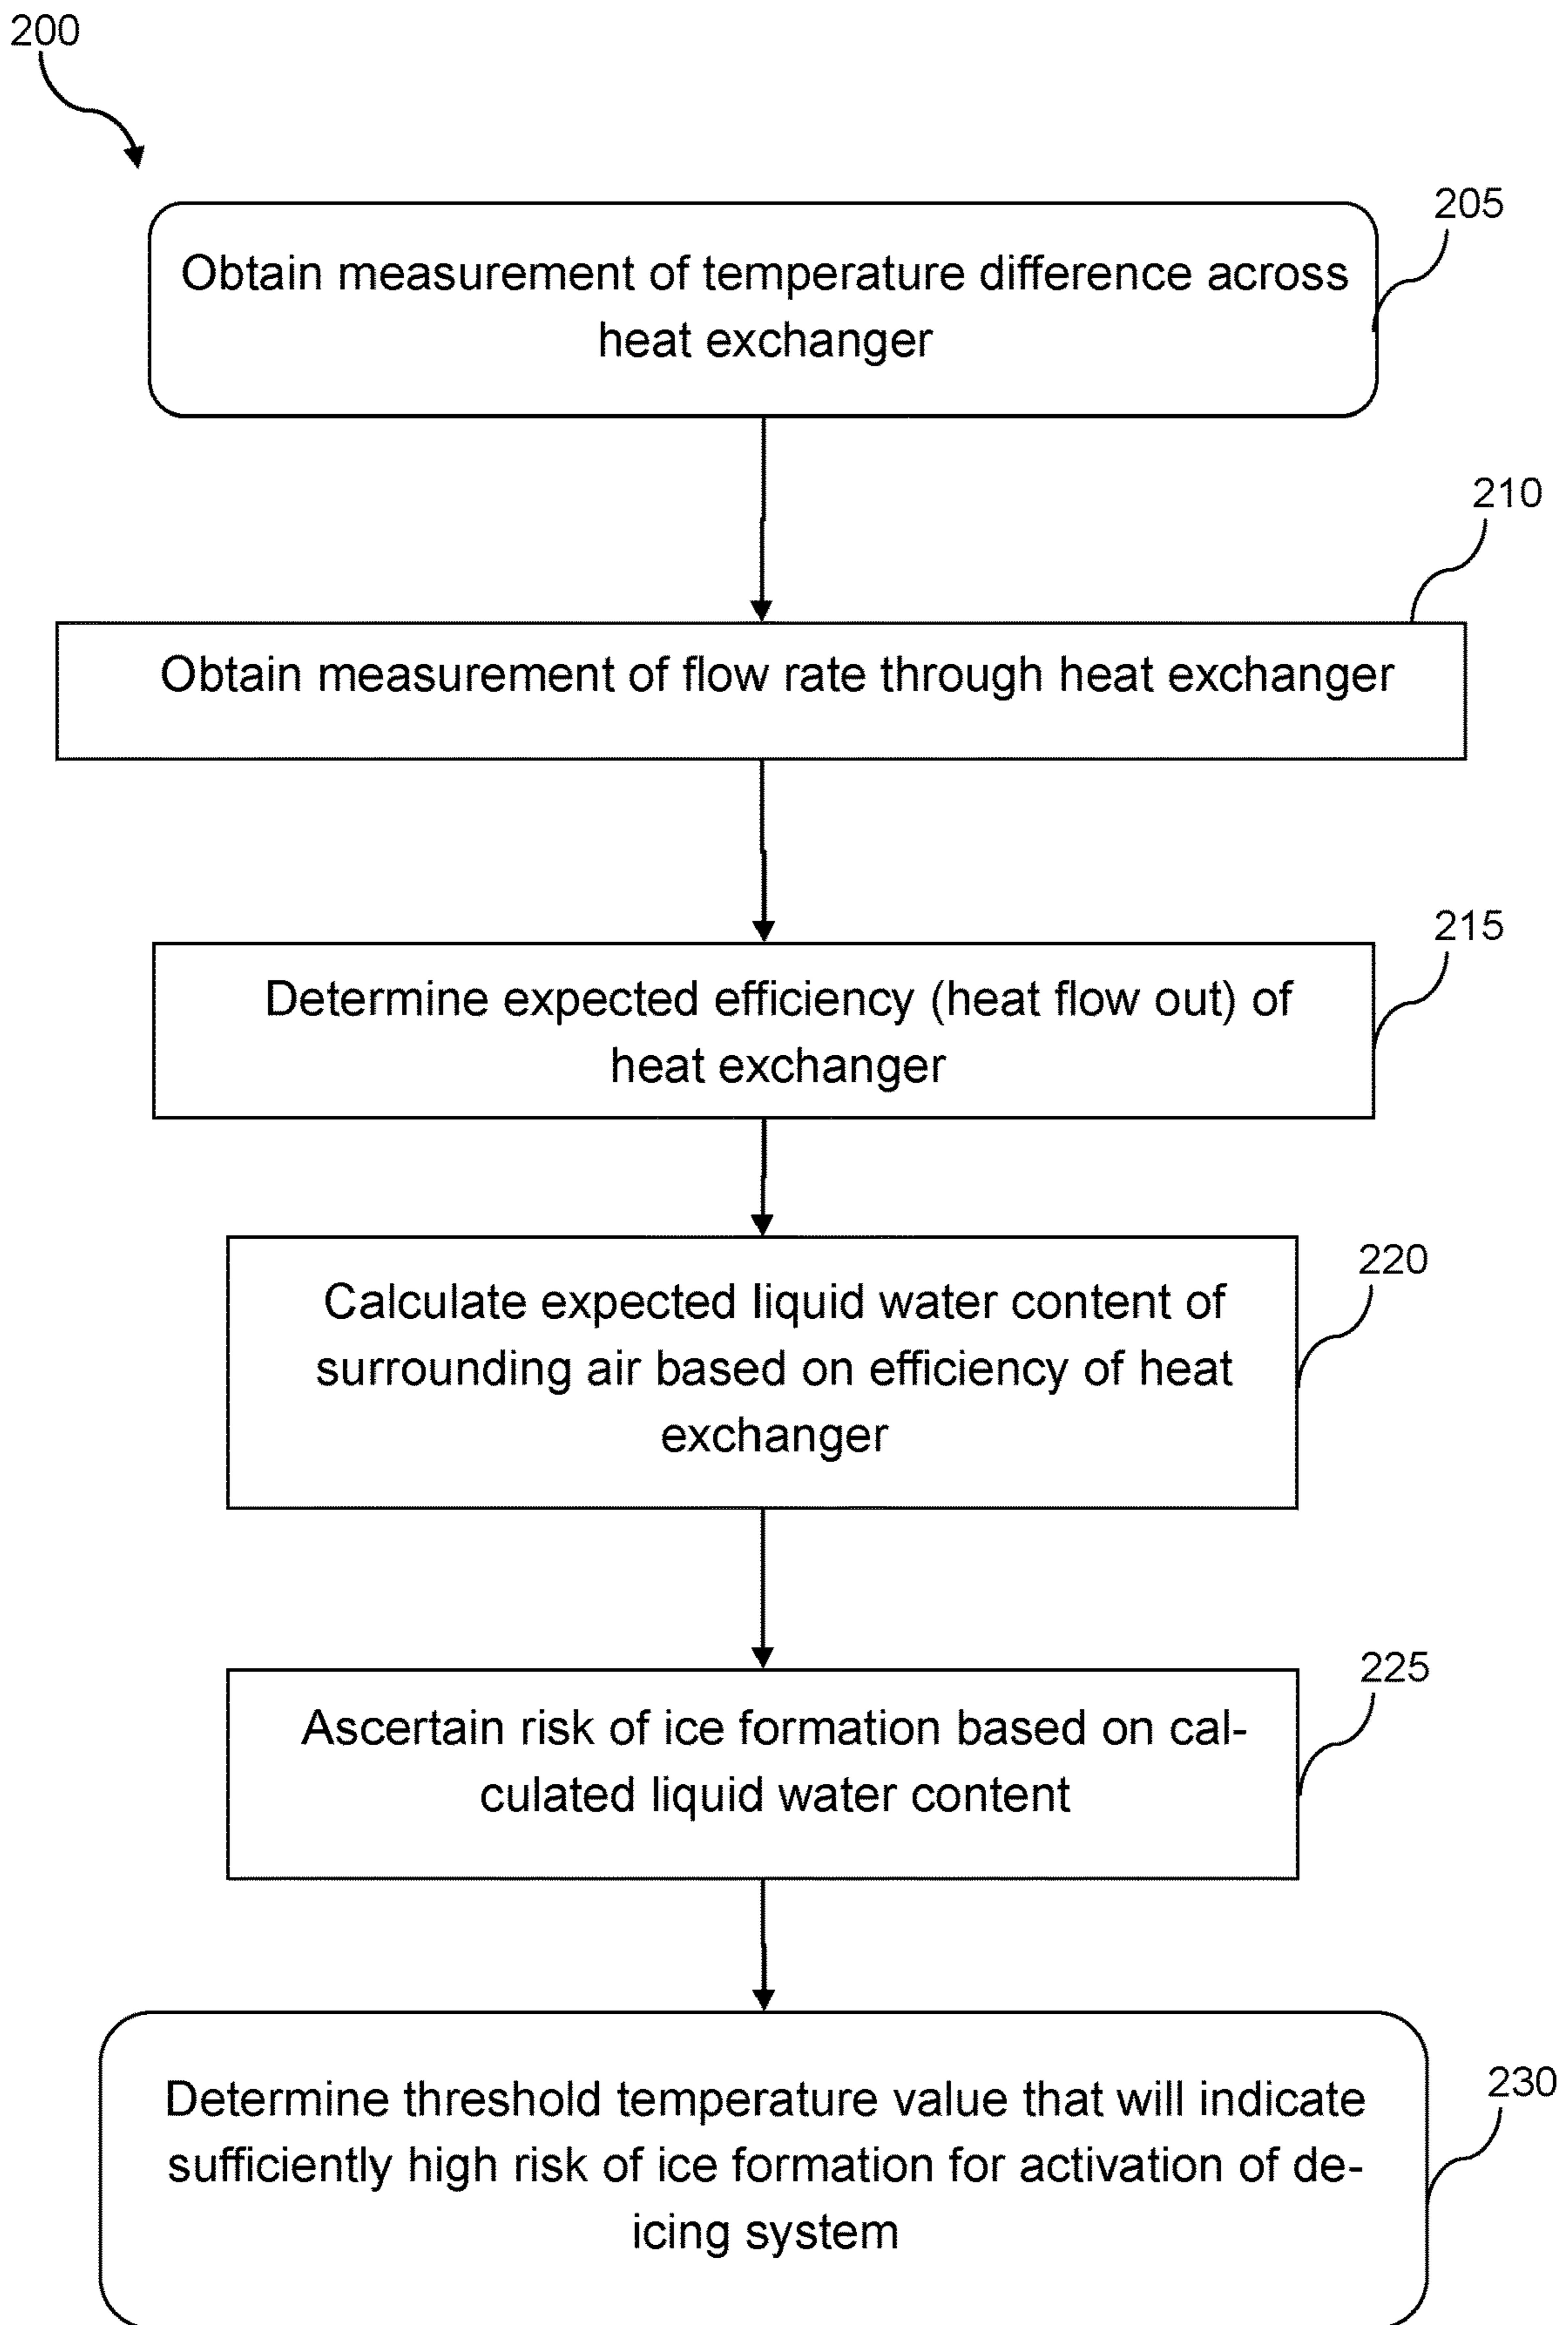 200
205
Obtain measurement of temperature difference across
heat exchanger
210
Obtain measurement of flow rate through heat exchanger
215
Determine expected efficiency (heat flow out) of
heat exchanger
220
Calculate expected liquid water content of
surrounding air based on efficiency of heat
exchanger
225
Ascertain risk of ice formation based on cal-
culated liquid water content
230
Determine threshold temperature value that will indicate
sufficiently high risk of ice formation for activation of de-
icing system